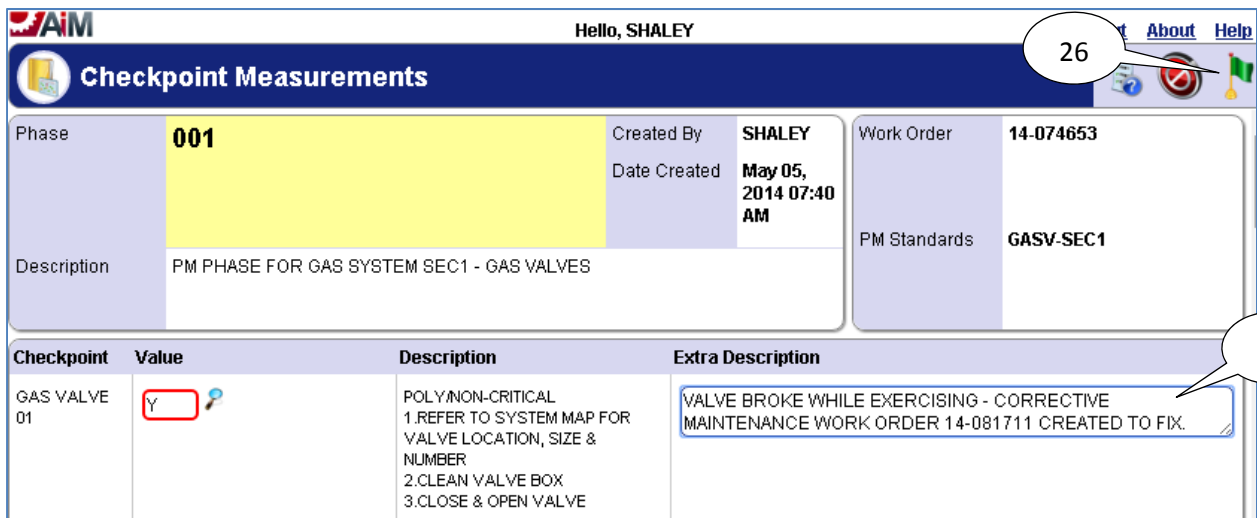 AiM
Hello, SHALEY
About Help
26
Checkpoint Measurements
Phase
001
Created By
SHALEY
Date Created
May 05,
2014 07:40
AM
Work Order
14-074653
PM Standards
GASV-SEC1
Description
PM PHASE FOR GAS SYSTEM SEC1 - GAS VALVES
Checkpoint Value Description Extra Description
GAS VALVE
01
Y
POLY/NON-CRITICAL
1.REFER TO SYSTEM MAP FOR
VALVE LOCATION, SIZE &
NUMBER
2.CLEAN VALVE BOX
3.CLOSE & OPEN VALVE
VALVE BROKE WHILE EXERCISING - CORRECTIVE
MAINTENANCE WORK ORDER 14-081711 CREATED TO FIX.